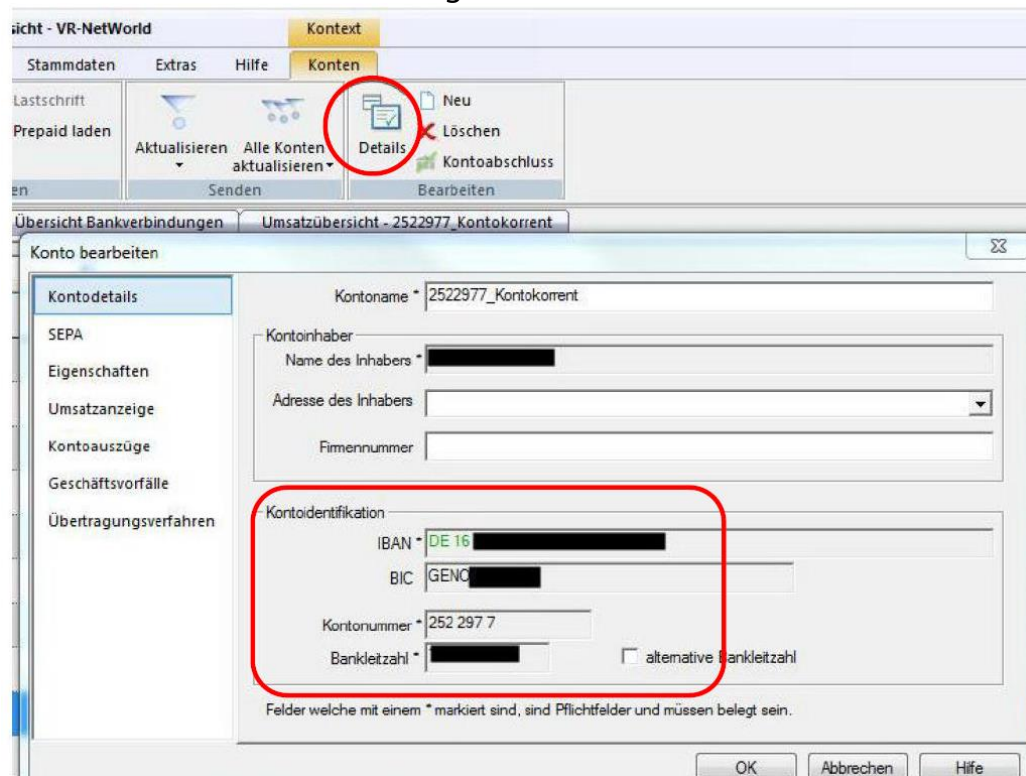 sicht - VR-NetWorld Kontext
Stammdaten Extras Hilfe Konten
Lastschrift
Prepaid laden
Aktualisieren
Alle Konten
aktualisieren
Details
Neu
Löschen
Kontoabschluss
en Senden Bearbeiten
Übersicht Bankverbindungen Umsatzübersicht - 2522977_Kontokorrent
Konto bearbeiten
Kontodetails
SEPA
Eigenschaften
Umsatzanzeige
Kontoauszüge
Geschäftsvorfälle
Übertragungsverfahren
Kontoname * 2522977_Kontokorrent
Kontoinhaber
Name des Inhabers *
Adresse des Inhabers
Firmennummer
Kontoidentifikation
IBAN * DE 16
BIC GENO
Kontonummer * 252 297 7
Bankleitzahl * alternative Bankleitzahl
Felder welche mit einem * markiert sind, sind Pflichtfelder und müssen belegt sein.
OK Abbrechen Hilfe